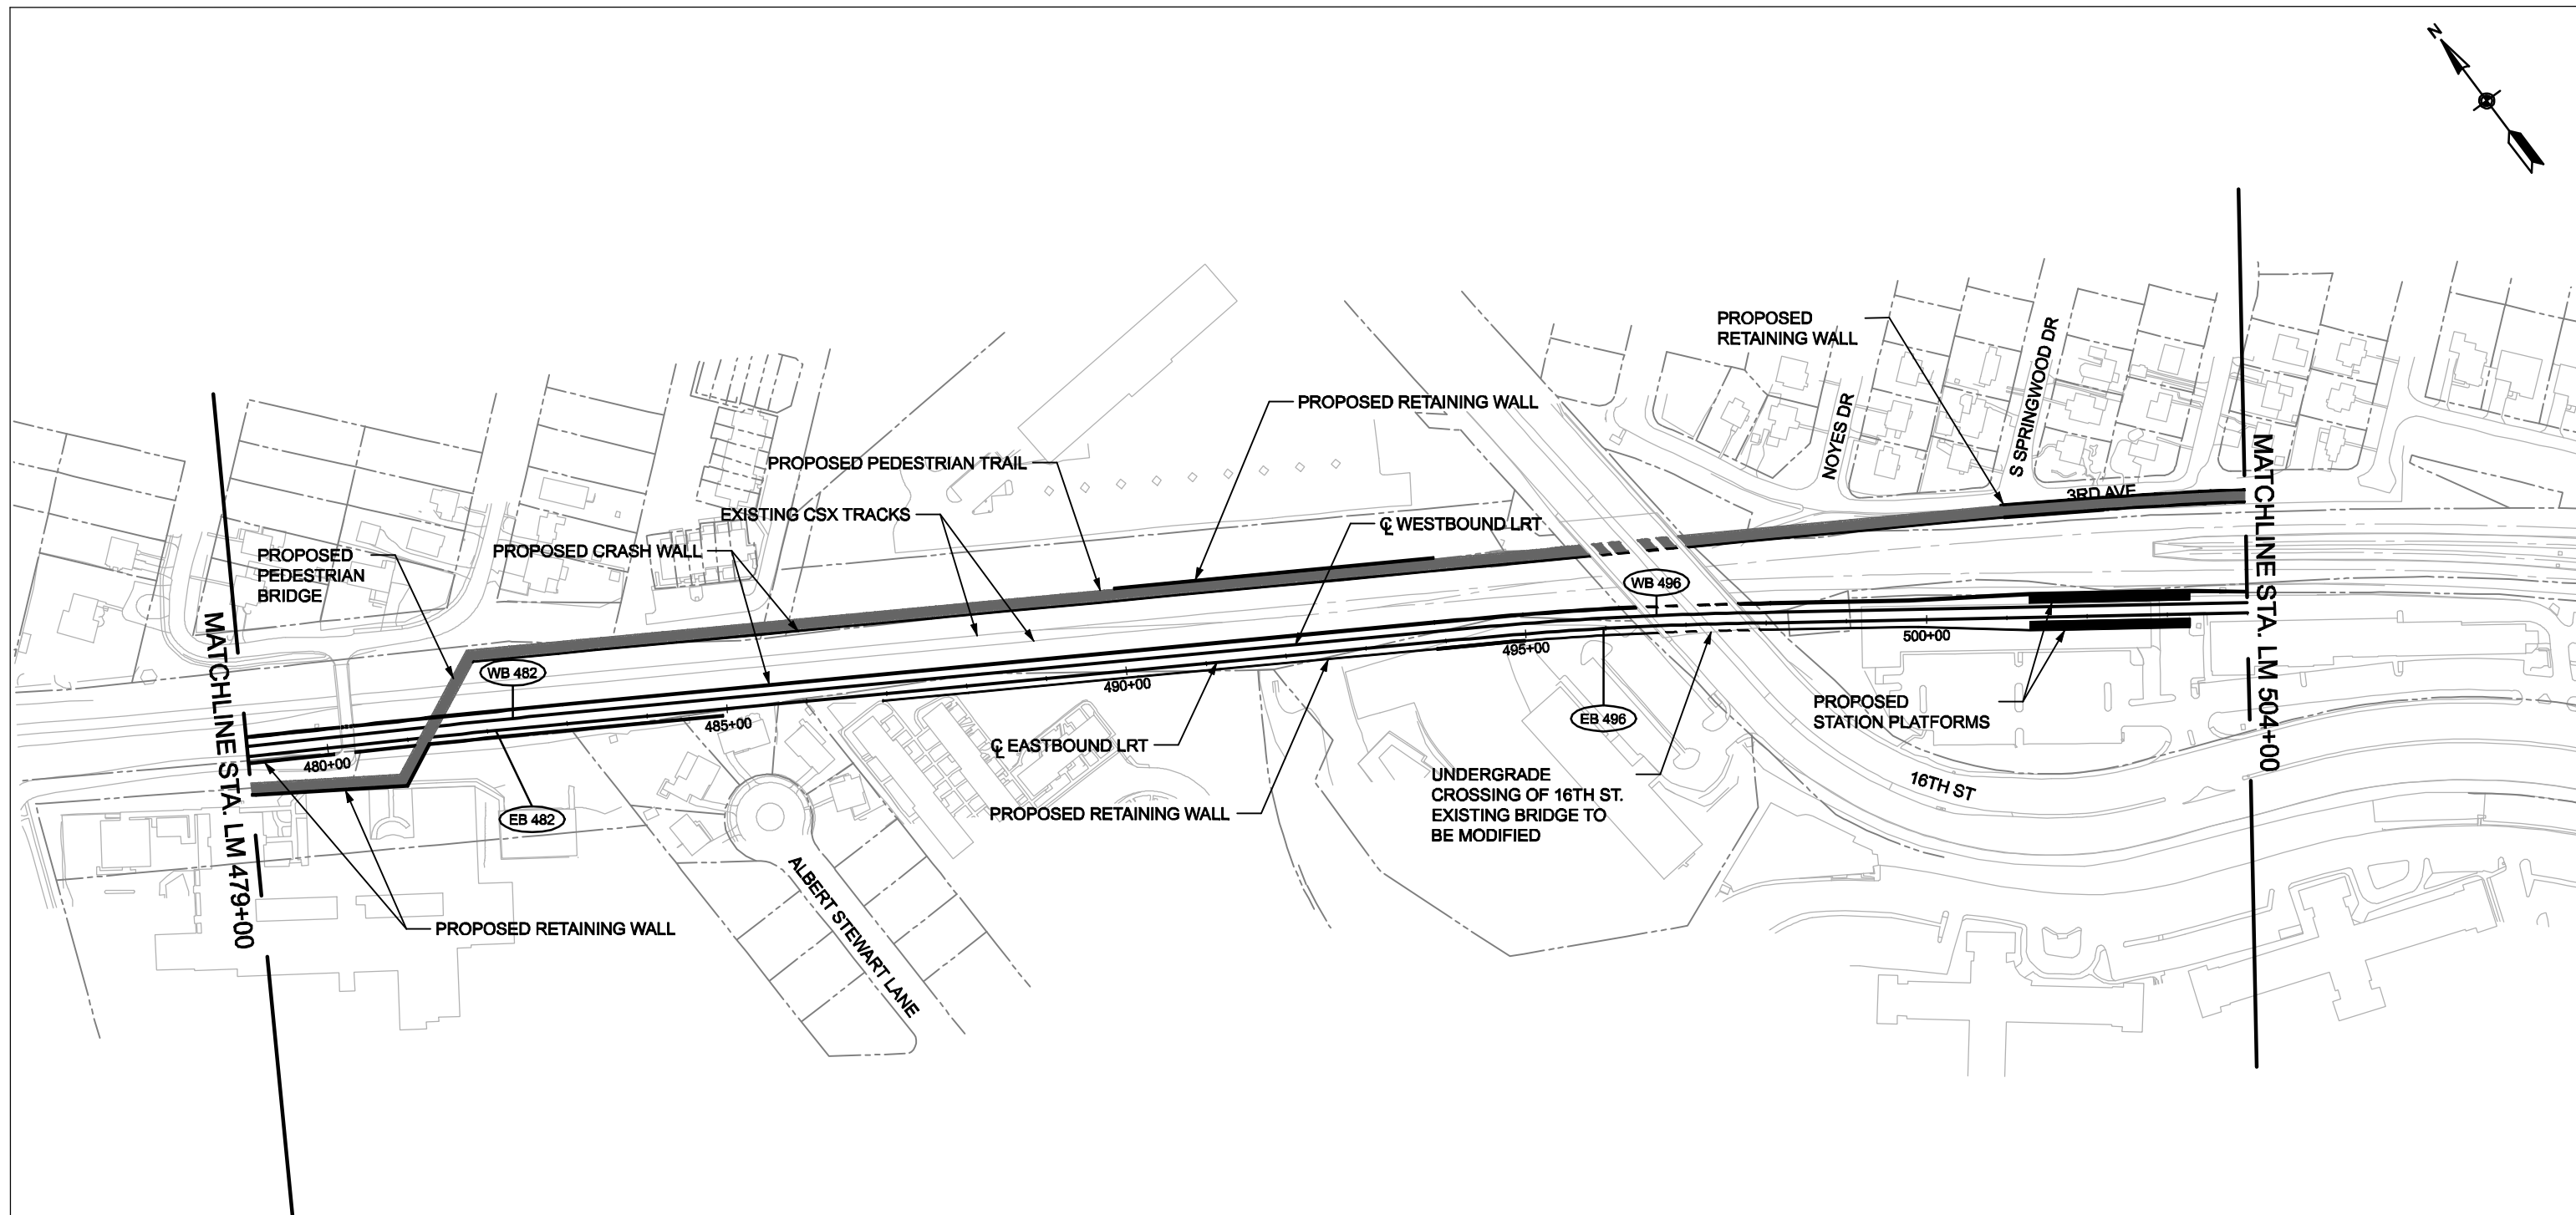 N
PROPOSED
RETAINING WALL
S SPRINGWOOD DR
NOYES DR
PROPOSED RETAINING WALL
PROPOSED PEDESTRIAN TRAIL
3RD AVE
EXISTING CSX TRACKS
℄ WESTBOUND LRT
PROPOSED CRASH WALL
PROPOSED
PEDESTRIAN
BRIDGE
WB 496
WB 482
500+00
495+00
490+00
485+00
480+00
EB 496
PROPOSED
STATION PLATFORMS
℄ EASTBOUND LRT
UNDERGRADE
CROSSING OF 16TH ST.
EXISTING BRIDGE TO
BE MODIFIED
16TH ST
PROPOSED RETAINING WALL
EB 482
ALBERT STEWART LANE
PROPOSED RETAINING WALL
MATCHLINE STA. LM 479+00
MATCHLINE STA. LM 504+00